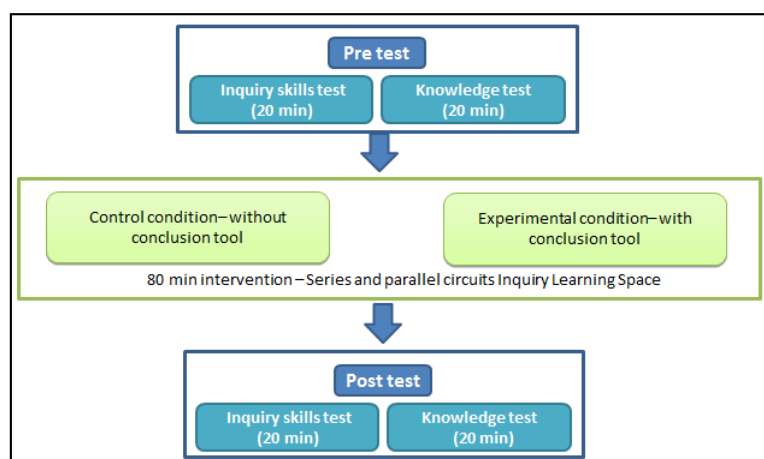 Pre test
Inquiry skills test
(20 min)
Knowledge test
(20 min)
Control condition–without
conclusion tool
Experimental condition–with
conclusion tool
80 min intervention – Series and parallel circuits Inquiry Learning Space
Post test
Inquiry skills test
(20 min)
Knowledge test
(20 min)